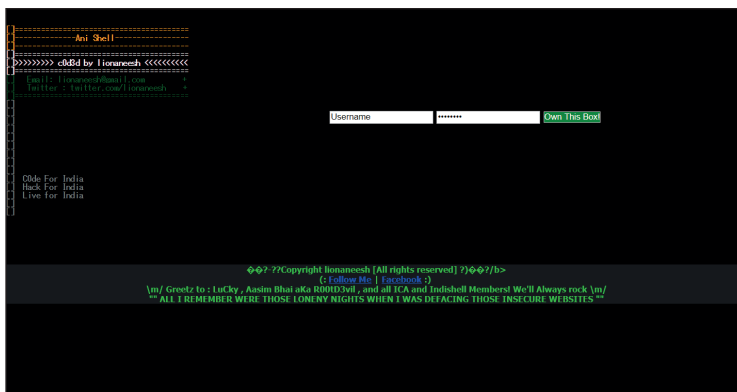 Ani Shell
>>>>>>>>> c0d3d by lionaneesh <<<<<<<<<
Email: lionaneesh@gmail.com +
Twitter : twitter.com/lionaneesh +
Username
Own This Box!
C0de For India
Hack For India
Live for India
��?-??Copyright lionaneesh [All rights reserved] ?}��?/b>
(: Follow Me | Facebook :)
\m/ Greetz to : LuCky , Aasim Bhai aKa R00tD3vil , and all ICA and Indishell Members! We'll Always rock \m/
"" ALL I REMEMBER WERE THOSE LONENY NIGHTS WHEN I WAS DEFACING THOSE INSECURE WEBSITES ""